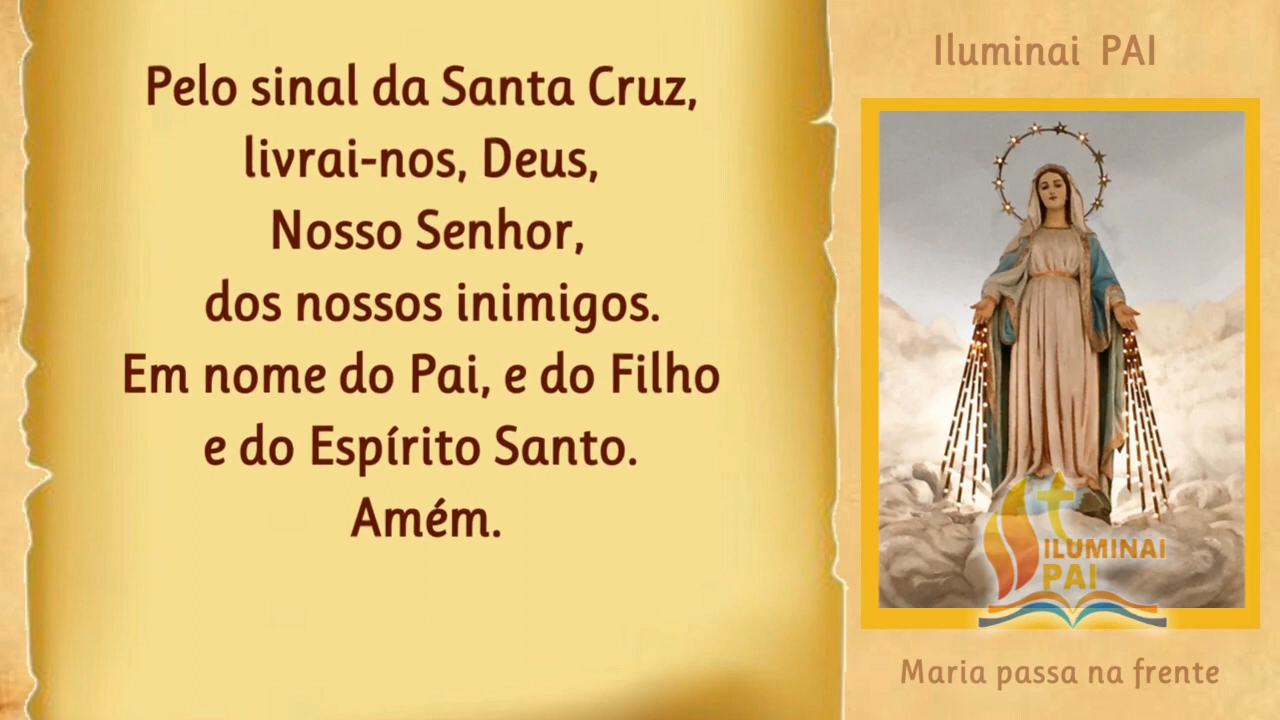 Pelo sinal da Santa Cruz,
livrai-nos, Deus,
Nosso Senhor,
dos nossos inimigos.
Em nome do Pai, e do Filho
e do Espírito Santo.
Amém.
Iluminai PAI
ILUMINAI
PAI
Maria passa na frente